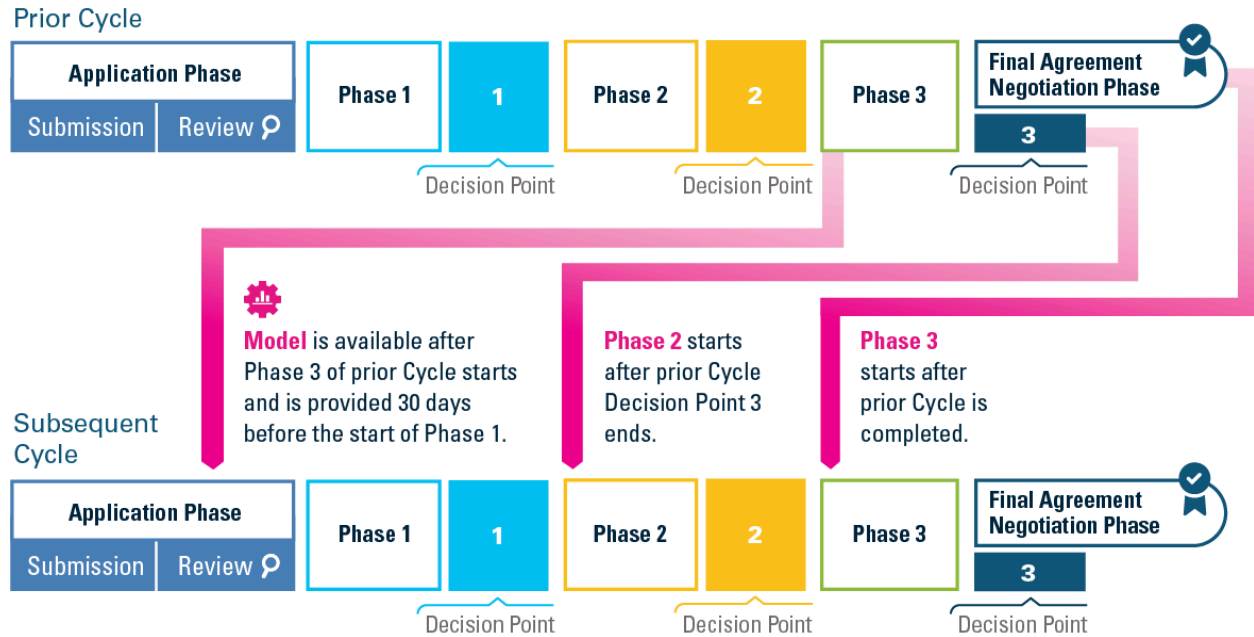 Prior Cycle
Application Phase
Submission
Review
Phase 1
1
Phase 2
2
Phase 3
Final Agreement
Negotiation Phase
3
Decision Point
Decision Point
Decision Point
Model is available after
Phase 3 of prior Cycle starts
and is provided 30 days
before the start of Phase 1.
Phase 2 starts
after prior Cycle
Decision Point 3
ends.
Phase 3
starts after
prior Cycle is
completed.
Subsequent
Cycle
Application Phase
Submission
Review
Phase 1
1
Phase 2
2
Phase 3
Final Agreement
Negotiation Phase
3
Decision Point
Decision Point
Decision Point